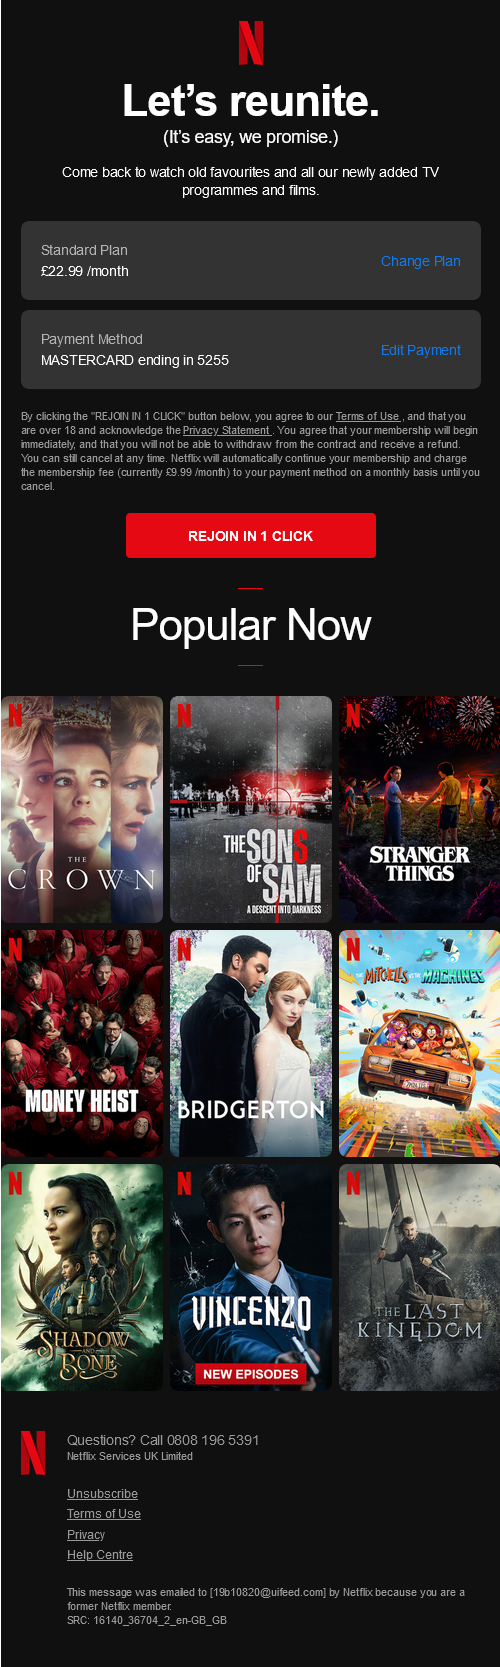 Let's reunite.
(It's easy, we promise.)
Come back to watch old favourites and all our newly added TV
programmes and films.
Standard Plan
£22.99 /month
Change Plan
Payment Method
MASTERCARD ending in 5255
Edit Payment
By clicking the "REJOIN IN 1 CLICK" button below, you agree to our Terms of Use , and that you
are over 18 and acknowledge the Privacy Statement . You agree that your membership will begin
immediately, and that you will not be able to withdraw from the contract and receive a refund.
You can still cancel at any time. Netflix will automatically continue your membership and charge
the membership fee (currently £9.99 /month) to your payment method on a monthly basis until you
cancel.
REJOIN IN 1 CLICK
Popular Now
N
THE
CROWN
N
THE SONS
OF
SAM
A DESCENT INTO DARKNESS
N
STRANGER
THINGS
N
MONEY HEIST
N
BRIDGERTON
N
THE MITCHELLS VS THE MACHINES
N
SHADOW
AND
BONE
N
VINCENZO
NEW EPISODES
N
THE LAST
KINGDOM
N
Questions? Call 0808 196 5391
Netflix Services UK Limited
Unsubscribe
Terms of Use
Privacy
Help Centre
This message was emailed to [19b10820@uifeed.com] by Netflix because you are a
former Netflix member.
SRC: 16140_36704_2_en-GB_GB